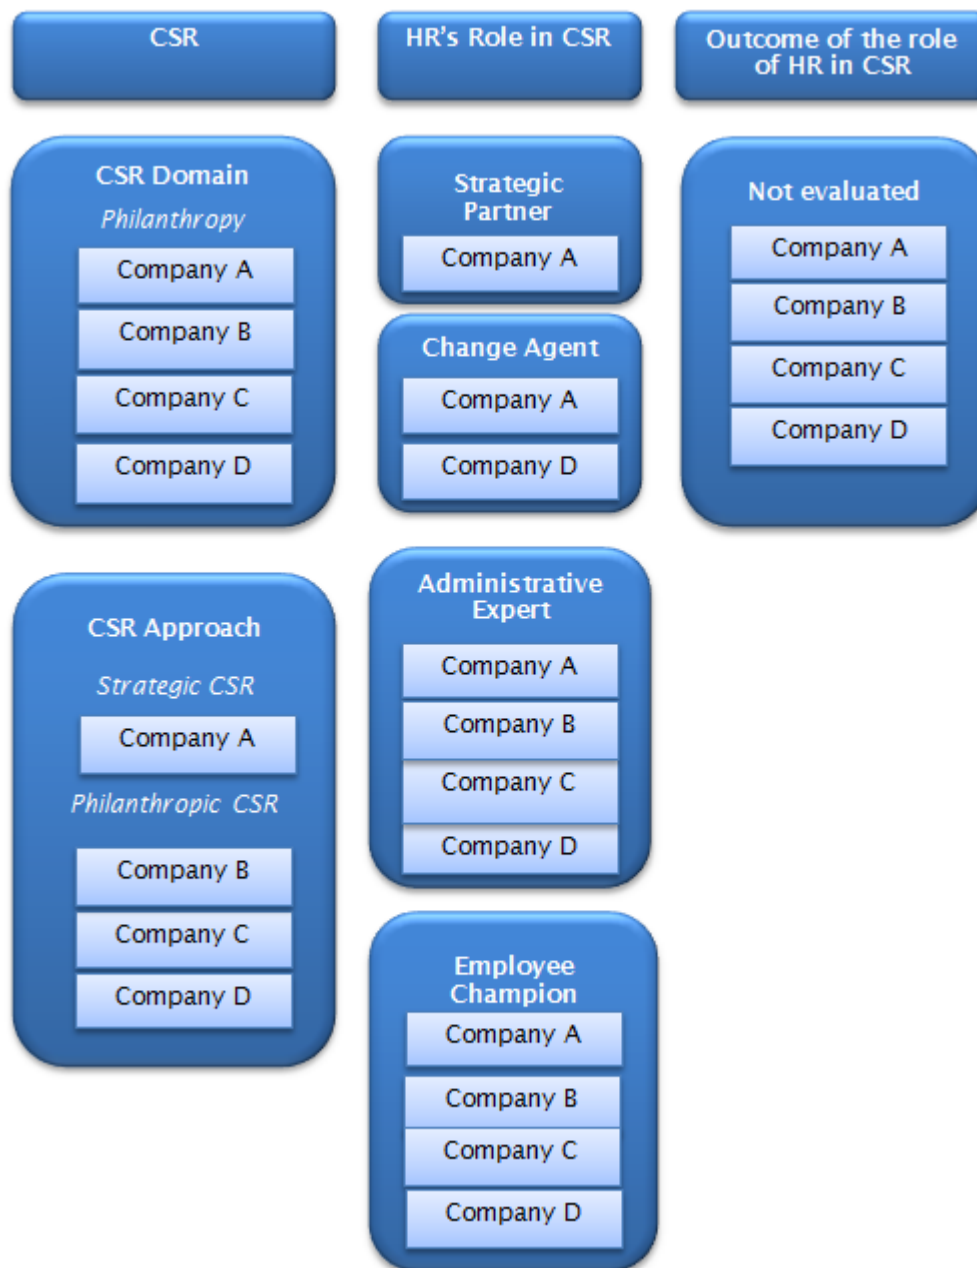 CSR
HR's Role in CSR
Outcome of the role
of HR in CSR
CSR Domain
Philanthropy
Company A
Company B
Company C
Company D
CSR Approach
Strategic CSR
Company A
Philanthropic CSR
Company B
Company C
Company D
Strategic
Partner
Company A
Change Agent
Company A
Company D
Administrative
Expert
Company A
Company B
Company C
Company D
Employee
Champion
Company A
Company B
Company C
Company D
Not evaluated
Company A
Company B
Company C
Company D